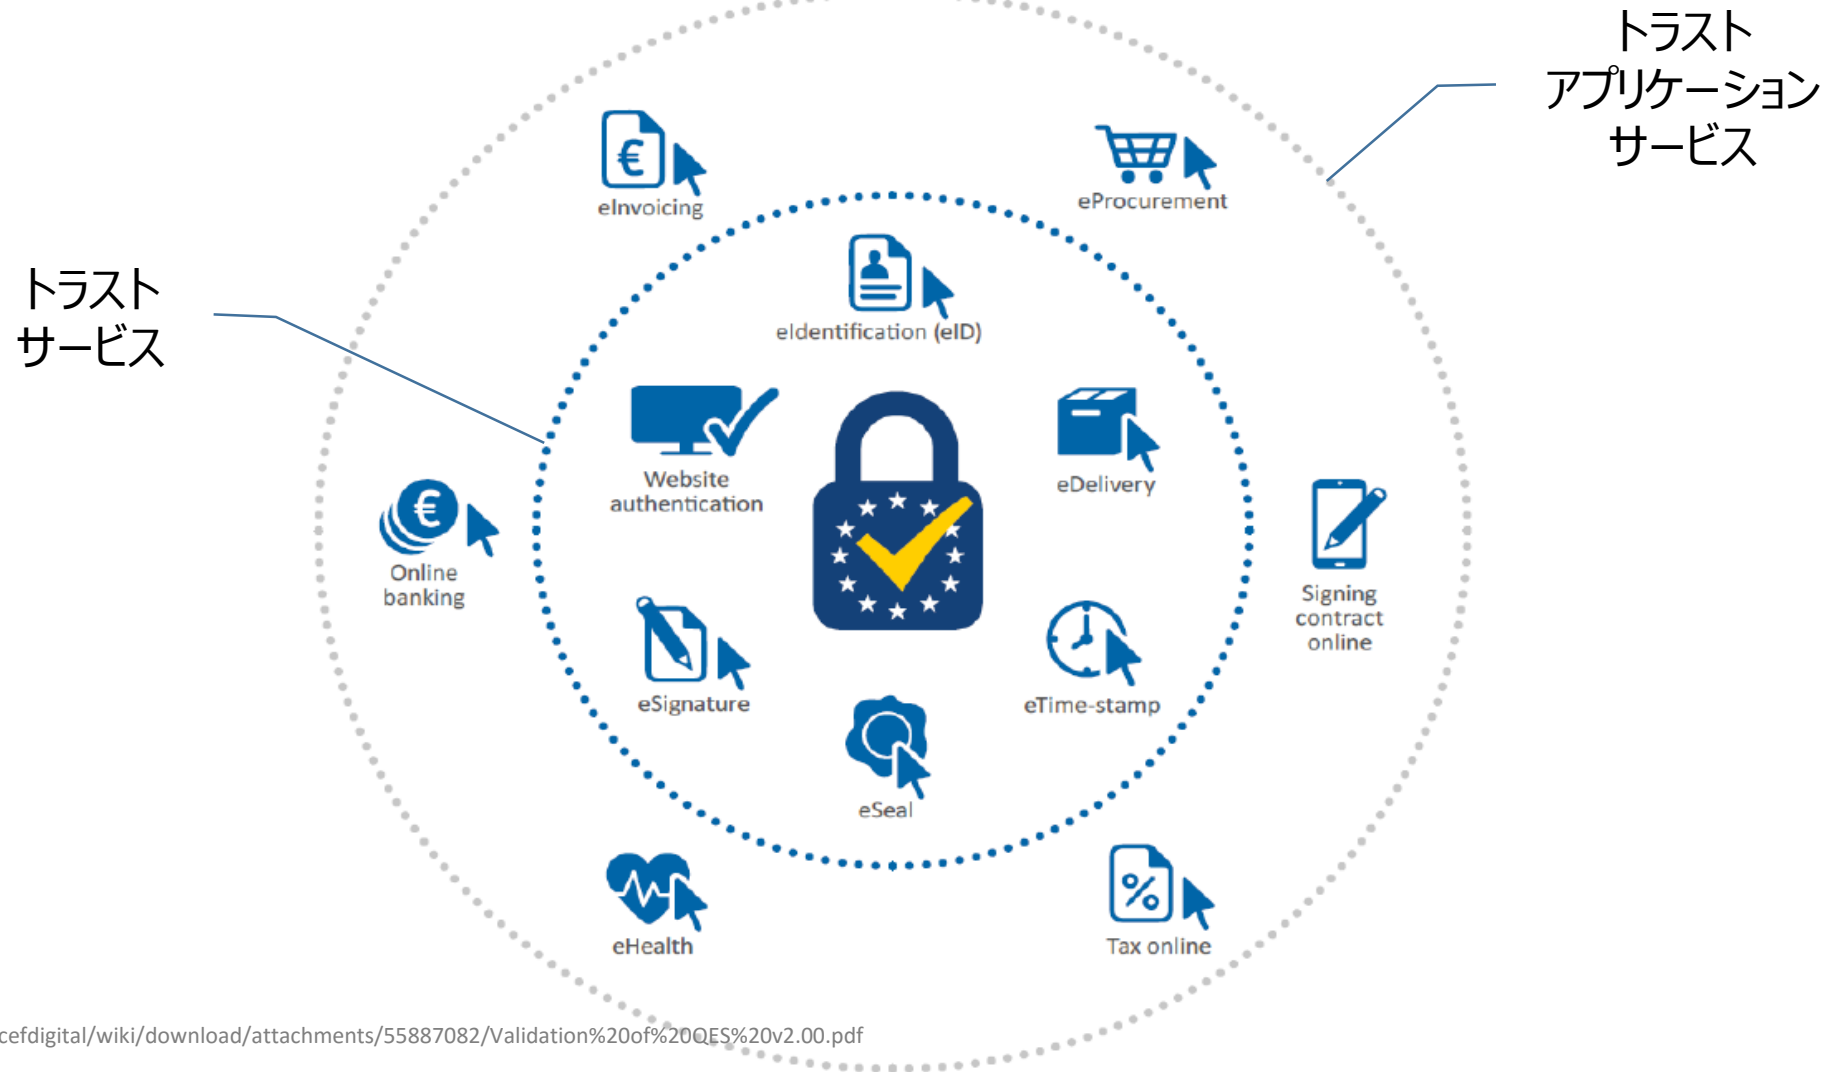 トラスト
アプリケーション
サービス
eInvoicing
eProcurement
トラスト
サービス
eIdentification (eID)
Website
authentication
eDelivery
Online
banking
Signing
contract
online
eSignature
eTime-stamp
eSeal
eHealth
Tax online
cefdigital/wiki/download/attachments/55887082/Validation%20of%20QES%20v2.00.pdf